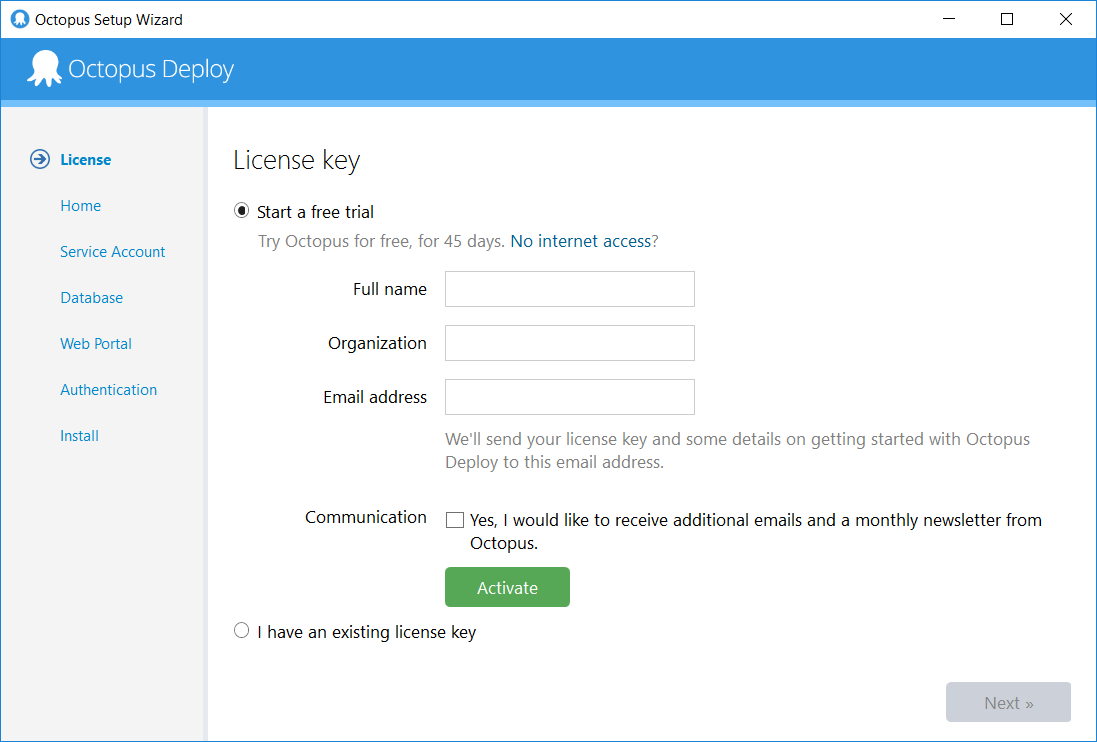 Octopus Setup Wizard
Octopus Deploy
License
Home
Service Account
Database
Web Portal
Authentication
Install
License key
Start a free trial
Try Octopus for free, for 45 days. No internet access?
Full name
Organization
Email address
We'll send your license key and some details on getting started with Octopus
Deploy to this email address.
Communication
Yes, I would like to receive additional emails and a monthly newsletter from
Octopus.
Activate
I have an existing license key
Next »